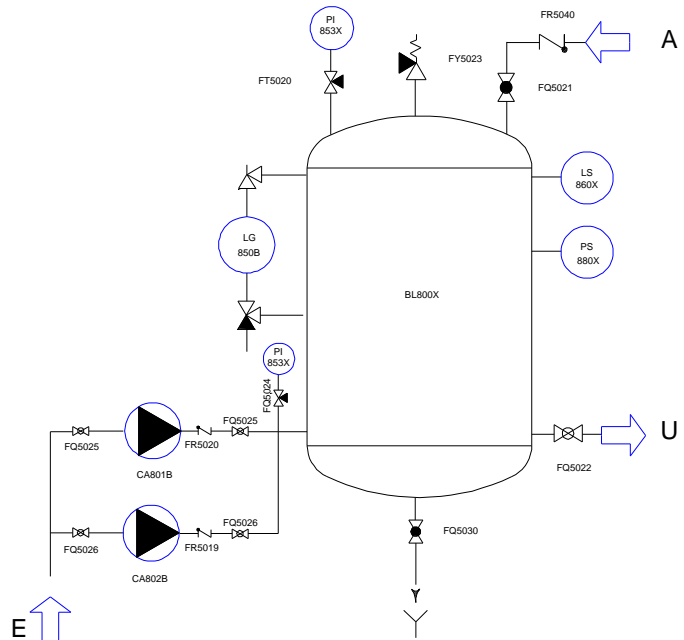 PI
853X
FR5040
A
FT5020
FY5023
FQ5021
LS
860X
LG
850B
PS
880X
BL800X
PI
853X
FQ5024
FQ5025
FR5020
FQ5025
CA801B
U
FQ5022
FQ5026
FR5019
FQ5026
CA802B
FQ5030
E